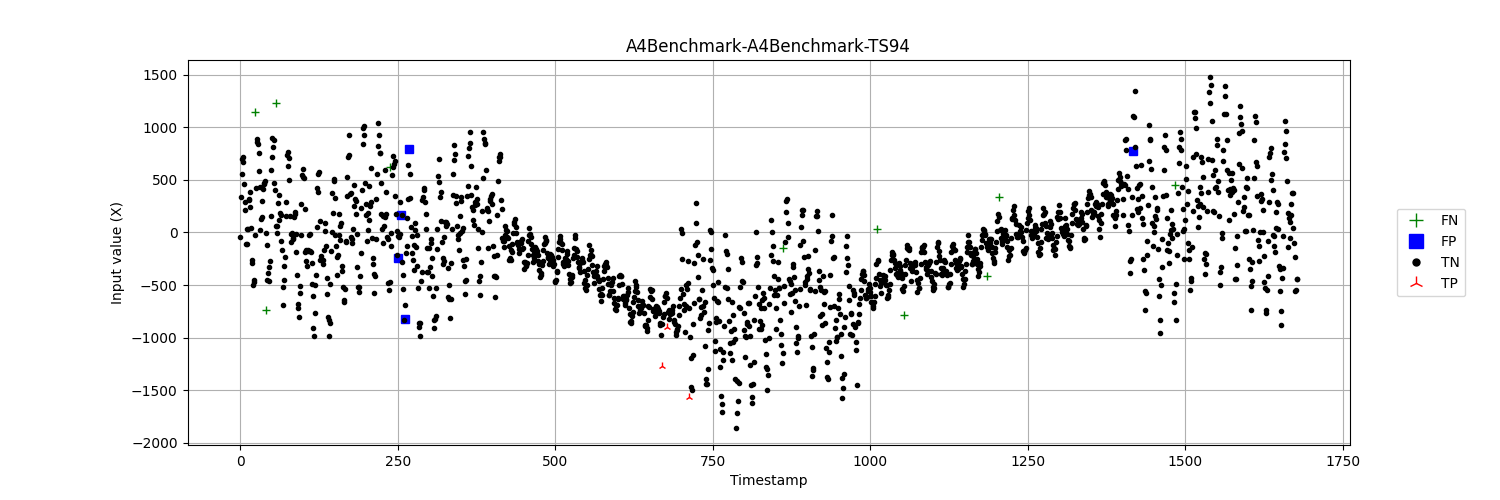 A4Benchmark-A4Benchmark-TS94
Input value (X)
1500
1000
500
0
−500
−1000
−1500
−2000
0 250 500 750 1000 1250 1500 1750
Timestamp
FN
FP
TN
TP